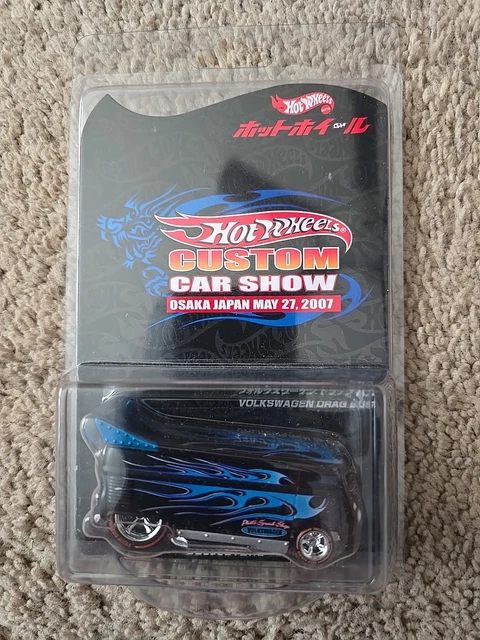 Hot Wheels
ホットホイール
Hot Wheels®
CUSTOM
CAR SHOW
OSAKA JAPAN MAY 27, 2007
VOLKSWAGEN DRAG BUS